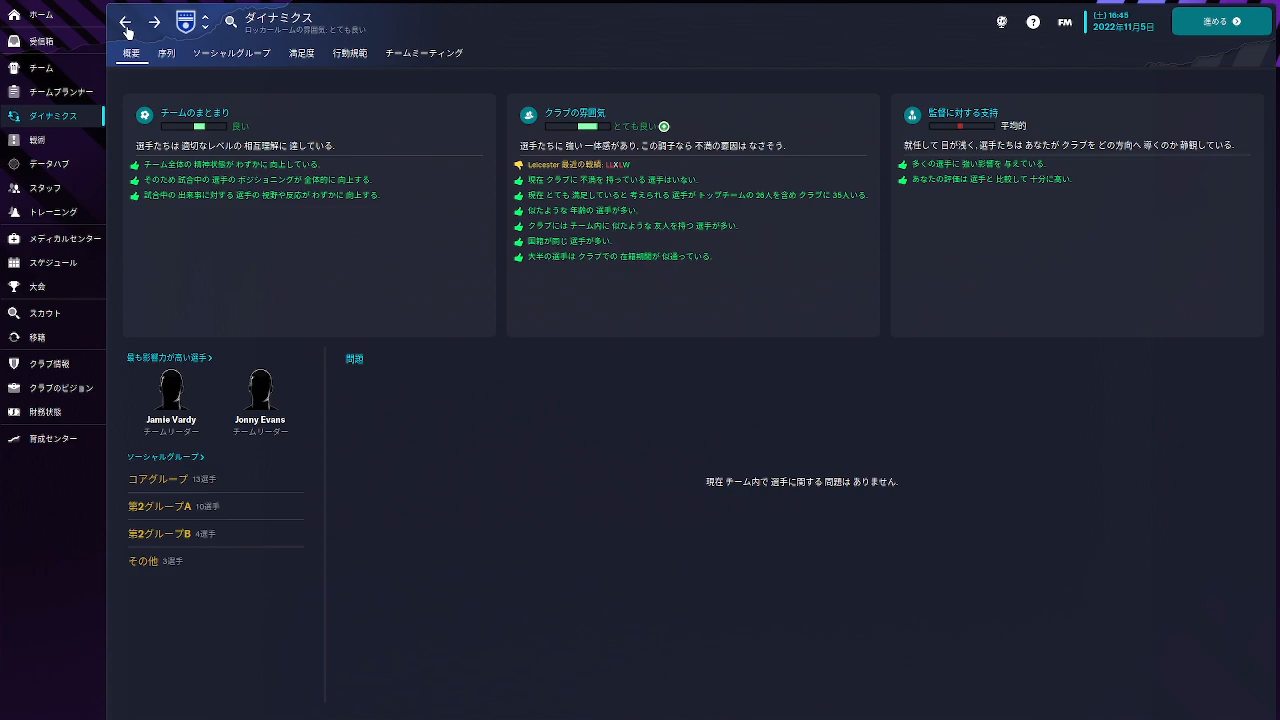 ホーム
受信箱
チーム
チームプランナー
ダイナミクス
戦術
データハブ
スタッフ
トレーニング
メディカルセンター
スケジュール
大会
スカウト
移籍
クラブ情報
クラブのビジョン
財務状態
育成センター
ダイナミクス
ロッカールームの雰囲気: とても良い
FM
(土) 16:45
2022年11月5日
進める
概要 序列 ソーシャルグループ 満足度 行動規範 チームミーティング
チームのまとまり
良い
選手たちは 適切なレベルの 相互理解に 達している.
チーム全体の 精神状態が わずかに 向上している.
そのため 試合中の 選手の ポジショニングが 全体的に 向上する.
試合中の 出来事に対する 選手の 視野や反応が わずかに 向上する.
クラブの雰囲気
とても良い
選手たちに 強い 一体感があり, この調子なら 不満の要因は なさそう.
Leicester 最近の戦績: LLXLW
現在 クラブに 不満を 持っている 選手はいない.
現在 とても 満足していると 考えられる 選手が トップチームの 26人を含め クラブに 35人いる.
似たような 年齢の 選手が多い.
クラブには チーム内に 似たような 友人を持つ 選手が多い.
国籍が同じ 選手が多い.
大半の選手は クラブでの 在籍期間が 似通っている.
監督に対する支持
平均的
就任して 日が浅く, 選手たちは あなたが クラブを どの方向へ 導くのか 静観している.
多くの選手に 強い影響を 与えている.
あなたの評価は 選手と 比較して 十分に高い.
最も影響力が高い選手
Jamie Vardy
チームリーダー
Jonny Evans
チームリーダー
ソーシャルグループ
コアグループ 13選手
第2グループA 10選手
第2グループB 4選手
その他 3選手
問題
現在 チーム内で 選手に関する 問題は ありません.